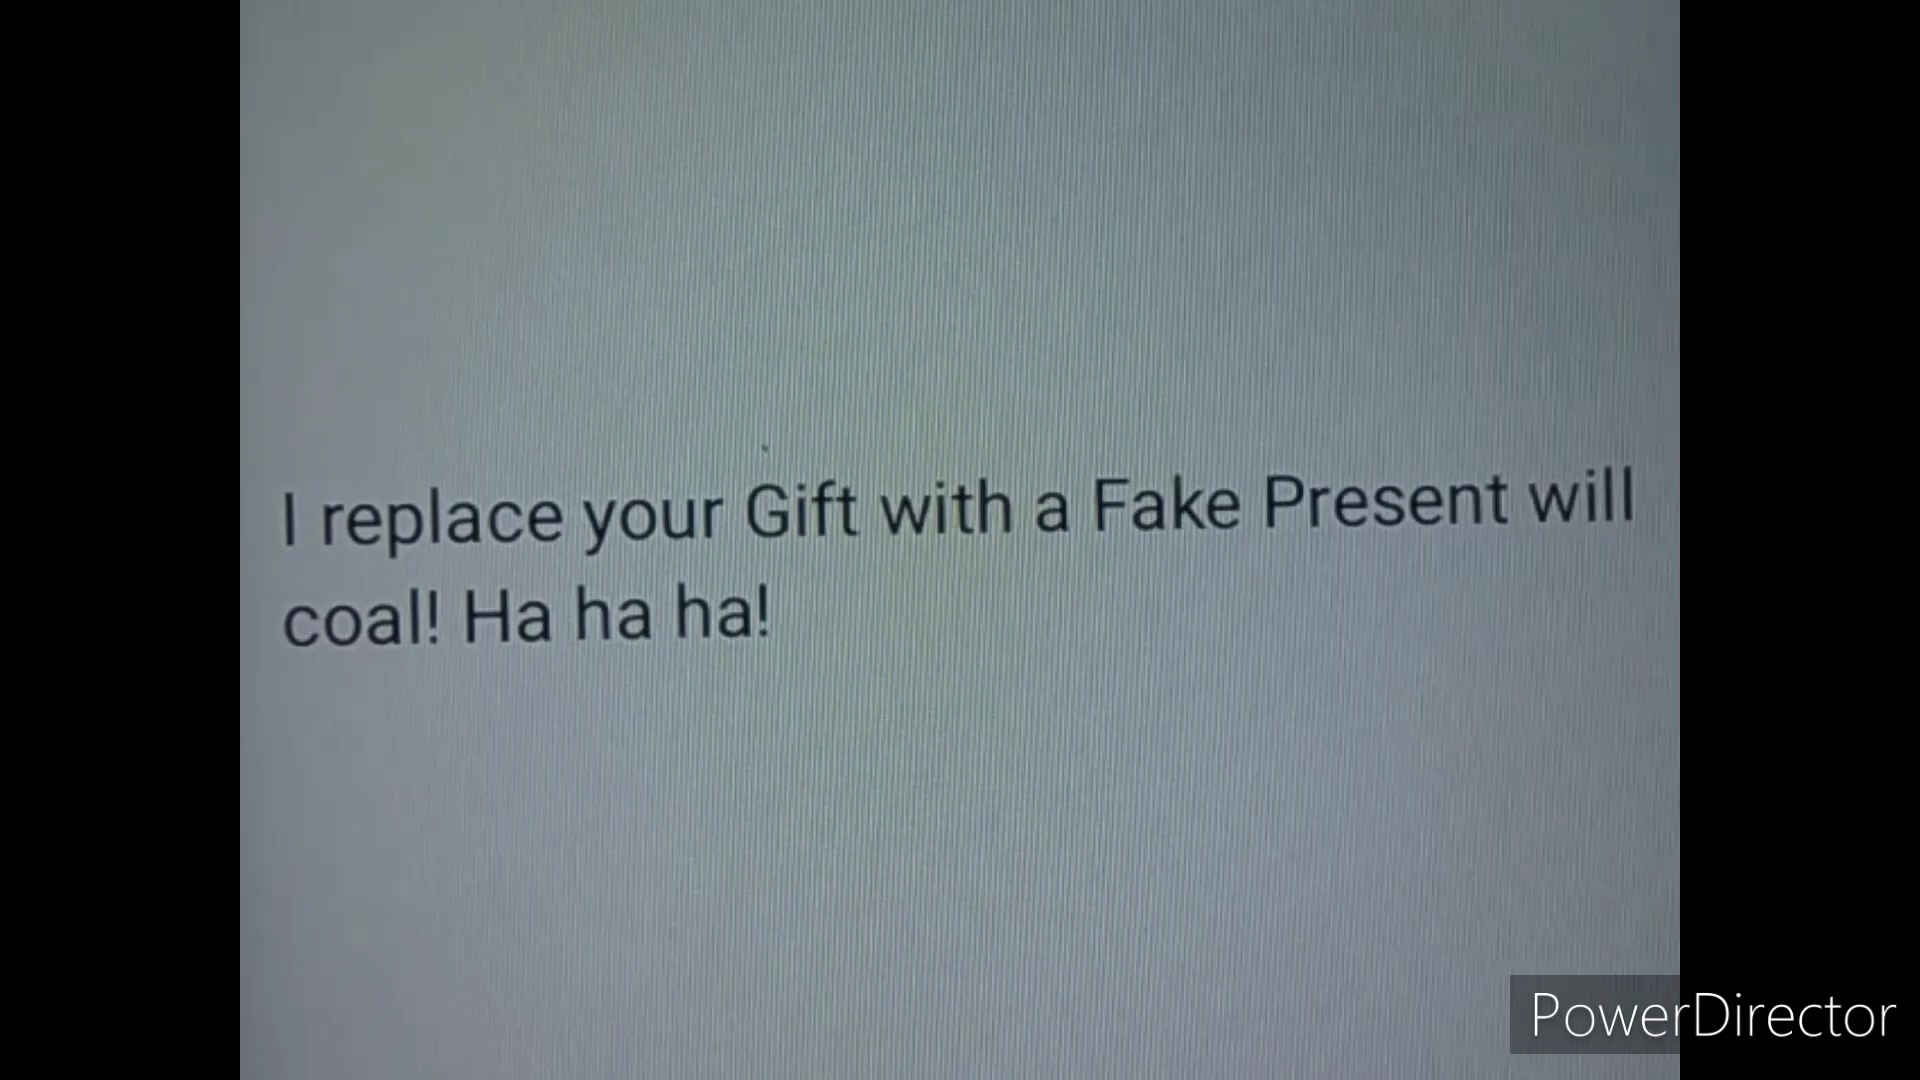 I replace your Gift with a Fake Present will
coal! Ha ha ha!
PowerDirector